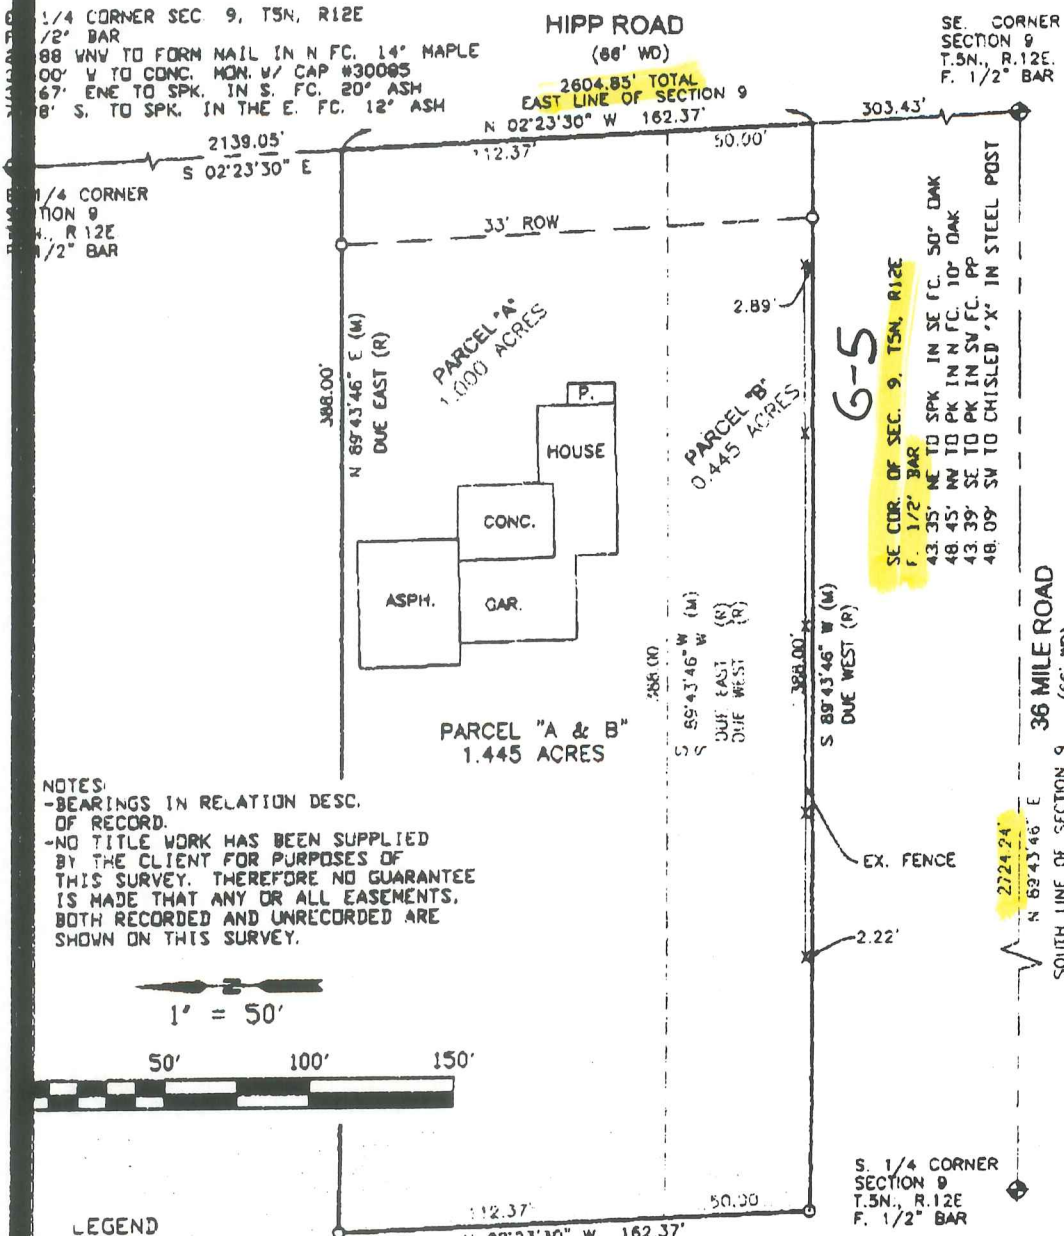 1/4 CORNER SEC. 9, T5N, R12E
1/2" BAR
88 WNW TO FORM NAIL IN N FC. 14" MAPLE
00' W TO CONC. MON. W/ CAP #30085
67' ENE TO SPK. IN S. FC. 20" ASH
8' S. TO SPK. IN THE E. FC. 12" ASH
HIPP ROAD
(66' WD)
2604.85' TOTAL
EAST LINE OF SECTION 9
N 02°23'30" W 162.37'
SE. CORNER
SECTION 9
T.5N., R.12E.
F. 1/2" BAR
303.43'
2139.05'
S 02°23'30" E
112.37'
50.00'
1/4 CORNER
SECTION 9
R 12E
1/2" BAR
33' ROW
2.89'
388.00'
N 89°43'46" E (M)
DUE EAST (R)
PARCEL "A"
1.000 ACRES
P.
HOUSE
CONC.
ASPH.
GAR.
PARCEL "B"
0.445 ACRES
6-5
SE COR. OF SEC. 9, T5N, R12E
F. 1/2" BAR
43.35' NE TO SPK IN SE FC. 50" OAK
48.45' NW TO PK IN N FC. 10" OAK
43.39' SE TO PK IN SW FC. PP
48.09' SW TO CHISLED "X" IN STEEL POST
388.00
S 89°43'46" W (M)
S W
DUE EAST (R)
DUE WEST (R)
388.00'
S 89°43'46" W (M)
DUE WEST (R)
36 MILE ROAD
(66' WD)
2724.24'
N 89°43'46" E
SOUTH LINE OF SECTION 9
PARCEL "A & B"
1.445 ACRES
NOTES:
-BEARINGS IN RELATION DESC.
OF RECORD.
-NO TITLE WORK HAS BEEN SUPPLIED
BY THE CLIENT FOR PURPOSES OF
THIS SURVEY. THEREFORE NO GUARANTEE
IS MADE THAT ANY OR ALL EASEMENTS,
BOTH RECORDED AND UNRECORDED ARE
SHOWN ON THIS SURVEY.
EX. FENCE
2.22'
N
1" = 50'
50' 100' 150'
S. 1/4 CORNER
SECTION 9
T.5N., R.12E
F. 1/2" BAR
LEGEND
112.37'
50.00
N 02°23'30" W 162.37'